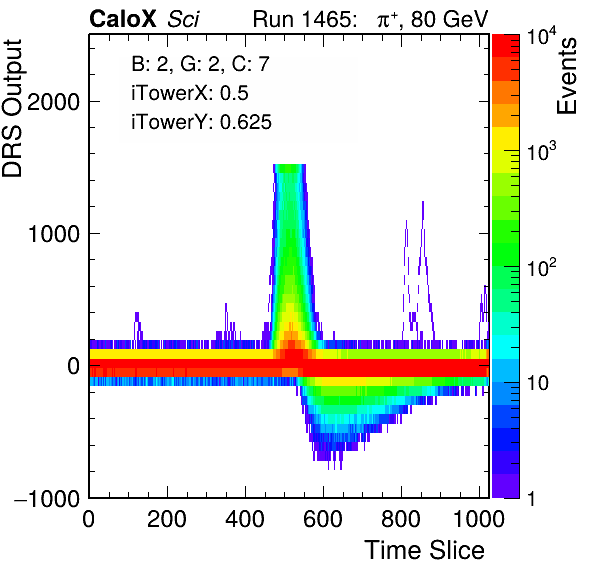 CaloX Sci Run 1465: π⁺, 80 GeV
B: 2, G: 2, C: 7
iTowerX: 0.5
iTowerY: 0.625
DRS Output
2000
1000
0
−1000
0 200 400 600 800 1000
Time Slice
Events
10⁴
10³
10²
10
1